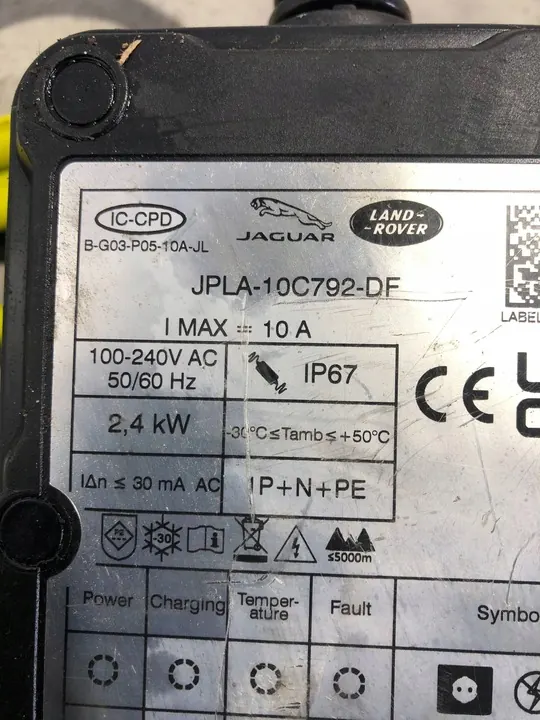 IC-CPD
B-G03-P05-10A-JL
JAGUAR
LAND-
-ROVER
JPLA-10C792-DF
LABEL
I MAX = 10 A
100-240V AC
50/60 Hz
IP67
CE
2,4 kW
-30°C≤Tamb≤+50°C
I∆n ≤ 30 mA AC
1P+N+PE
-30
i
≤5000m
Power
Charging
Temper-
ature
Fault
Symbo